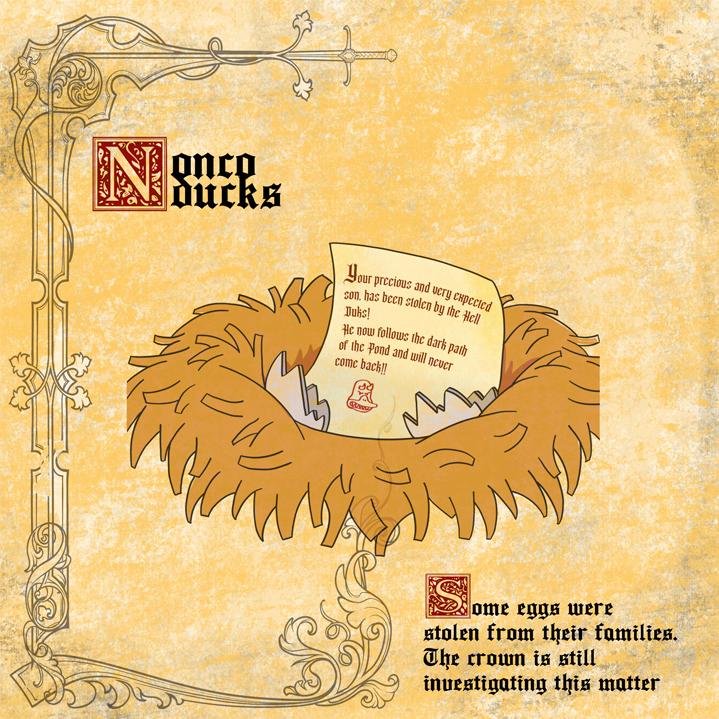 Nonco
ducks
Your precious and very expected
son, has been stolen by the Hell
Duks!
He now follows the dark path
of the Pond and will never
come back!!
Some eggs were
stolen from their families.
The crown is still
investigating this matter